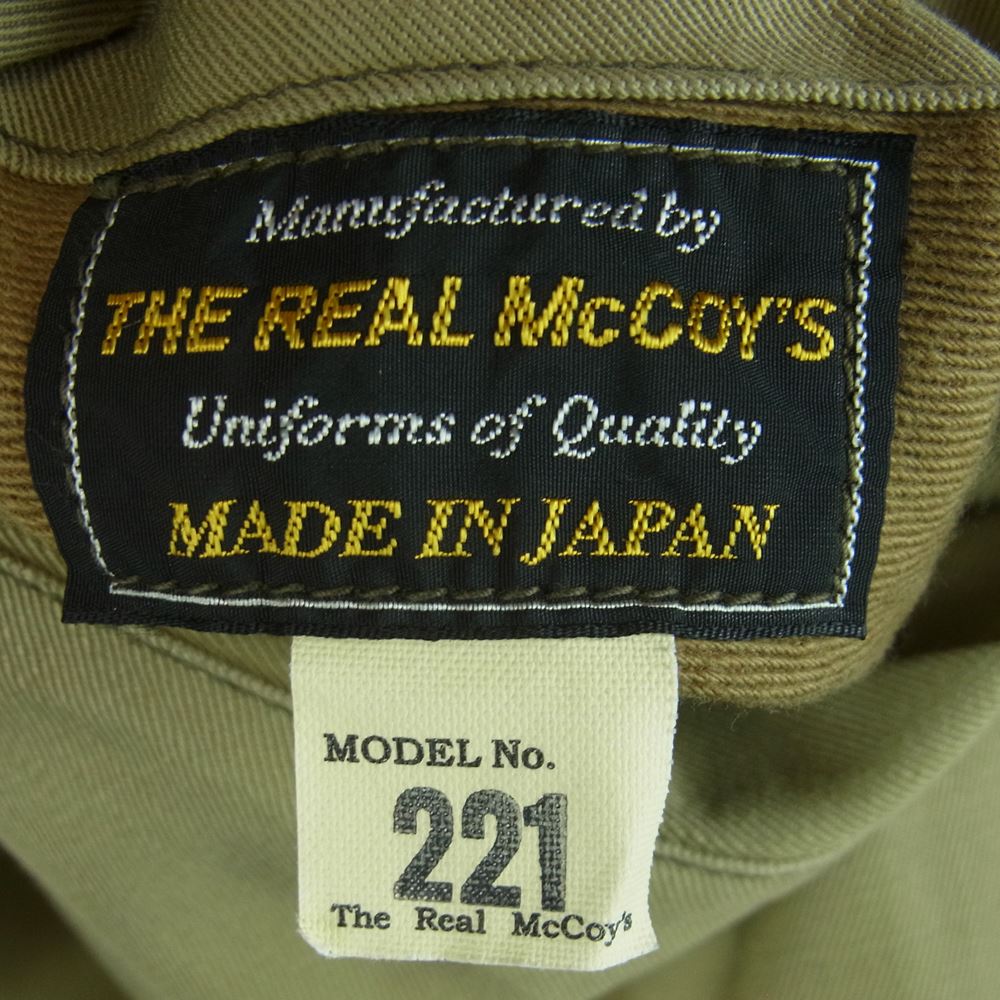 Manufactured by
THE REAL McCOY'S
Uniforms of Quality
MADE IN JAPAN
MODEL No.
221
The Real McCoy's